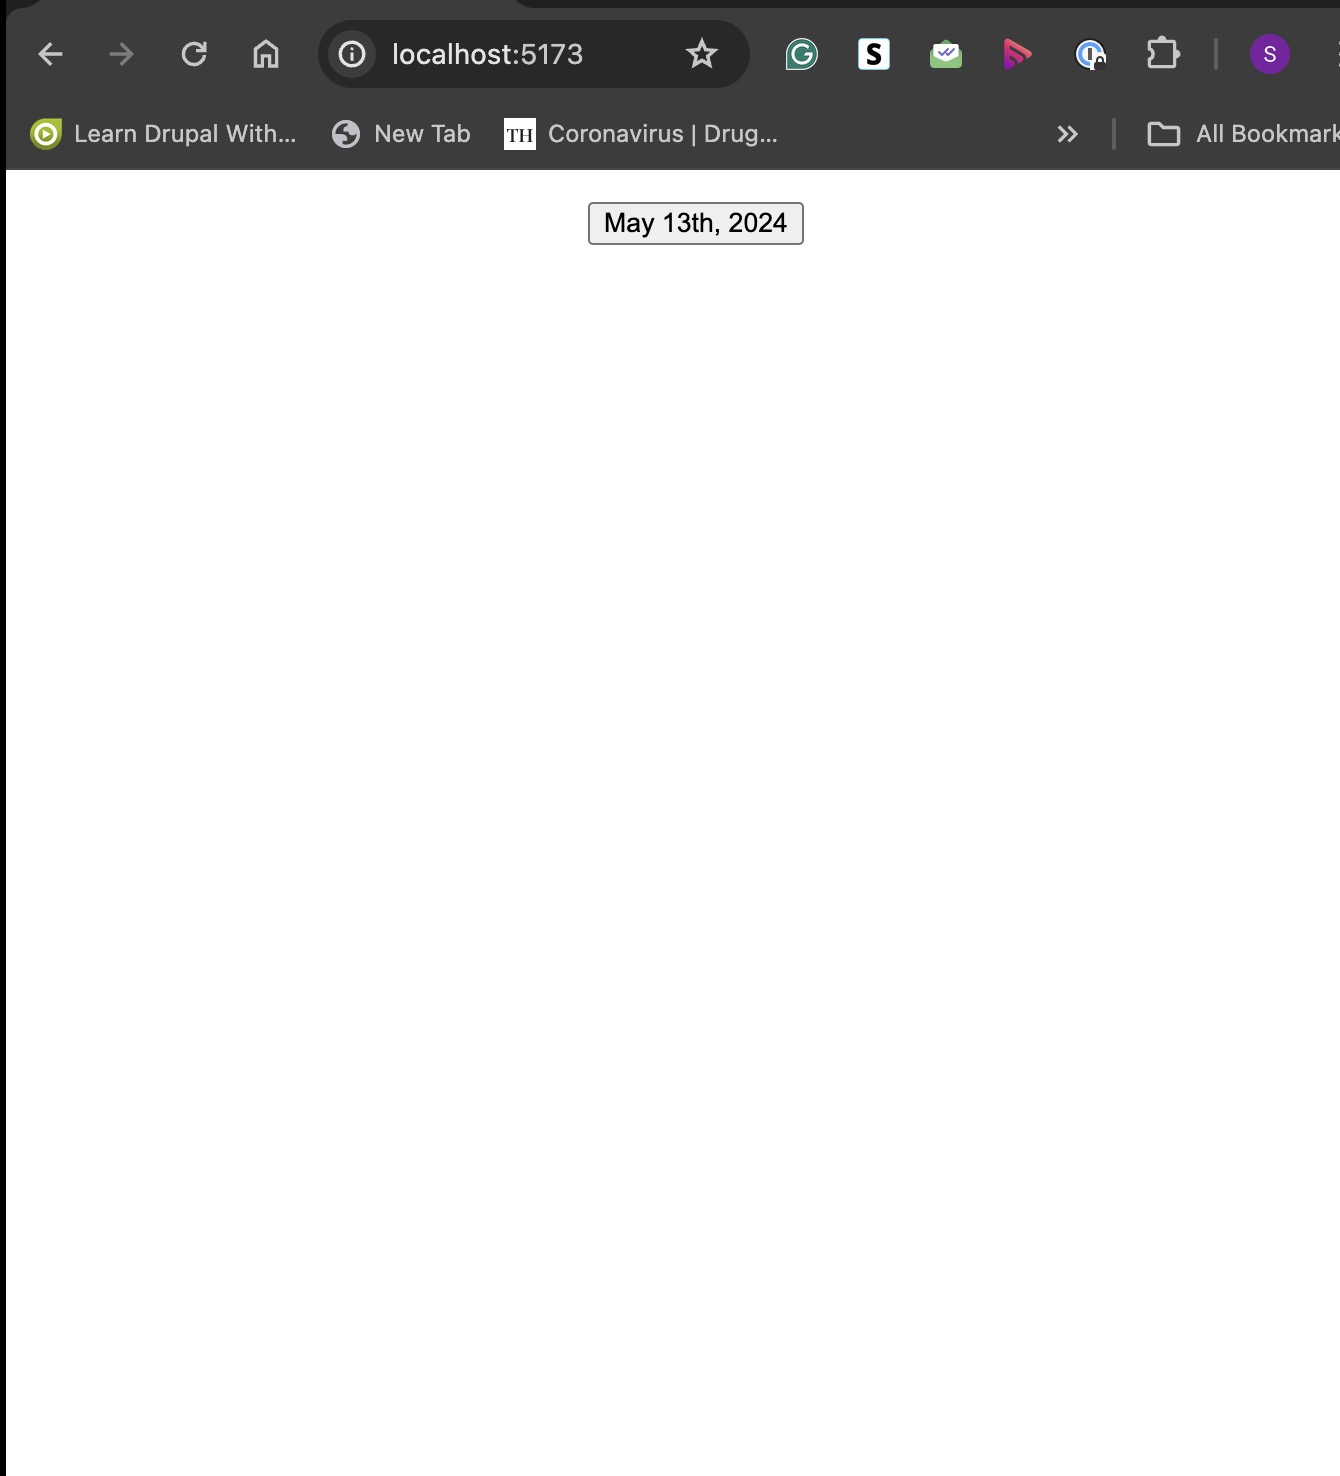 localhost:5173
S
S
Learn Drupal With...
New Tab
TH
Coronavirus | Drug...
All Bookmark
May 13th, 2024